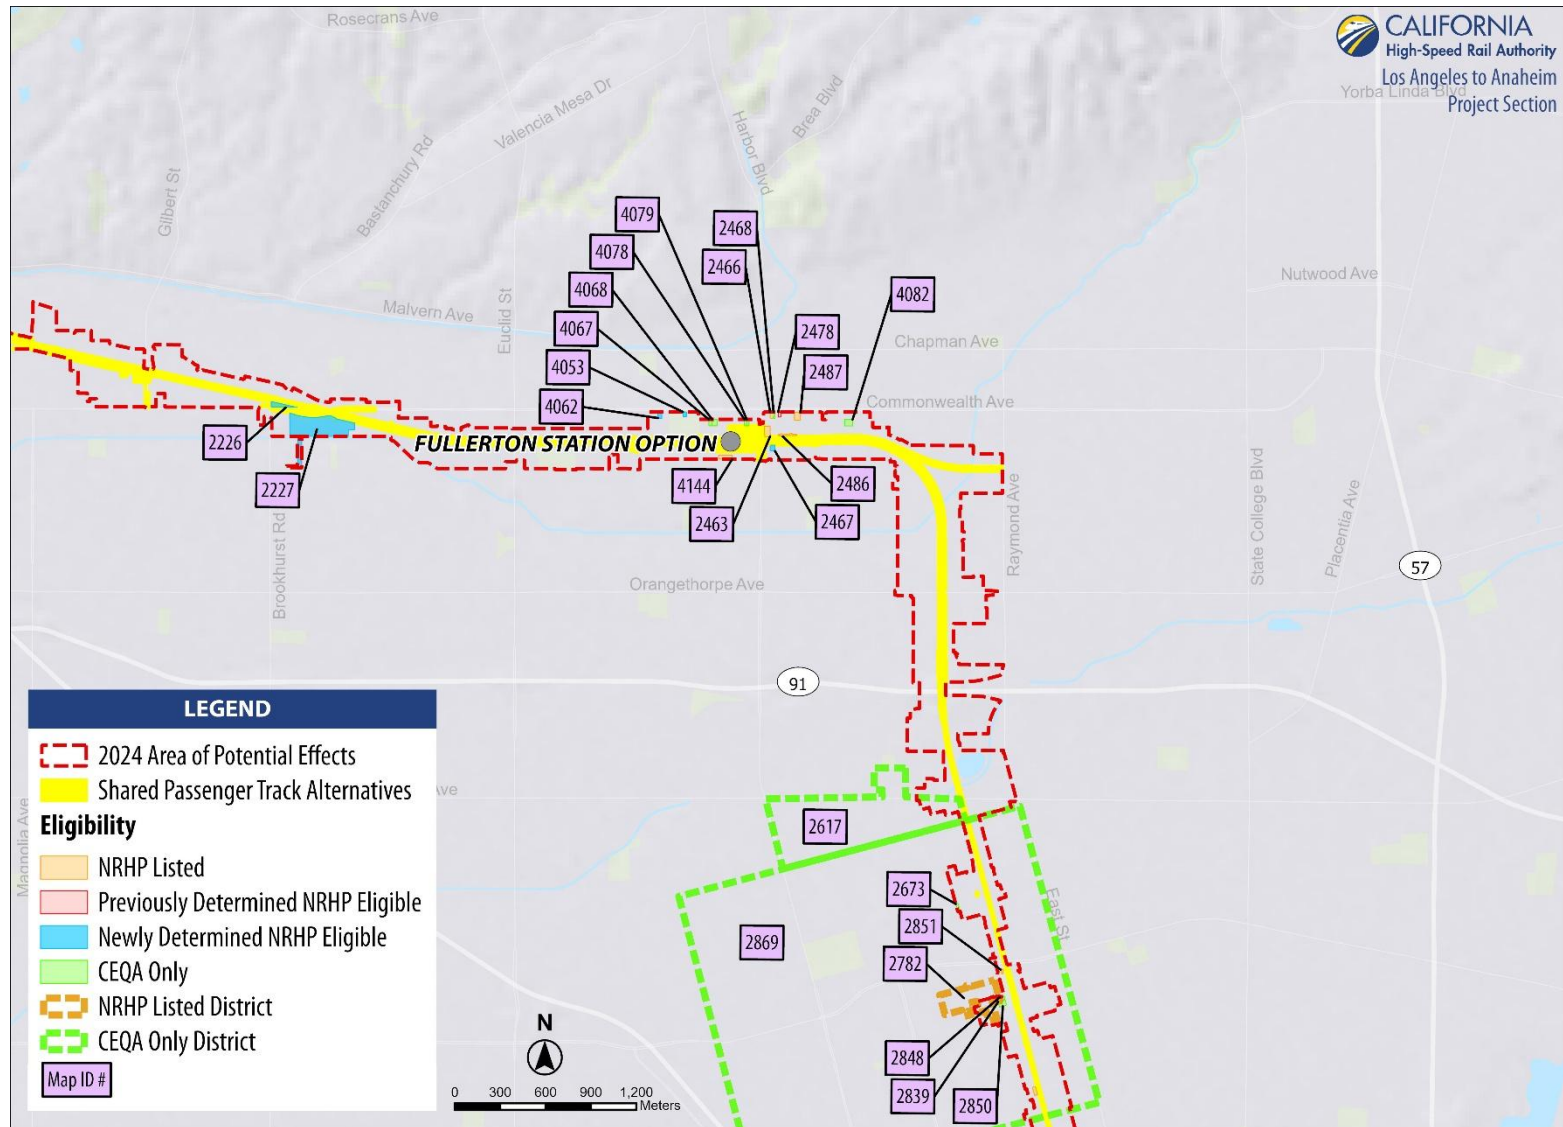 Rosecrans Ave
CALIFORNIA
High-Speed Rail Authority
Los Angeles to Anaheim
Project Section
Yorba Linda Blvd
Valencia Mesa Dr
Brea Blvd
Harbor Blvd
Bastanchury Rd
Gilbert St
4079
2468
4078
2466
4068
4082
Nutwood Ave
Malvern Ave
Euclid St
4067
2478
Chapman Ave
4053
2487
4062
Commonwealth Ave
2226
FULLERTON STATION OPTION
2227
4144
2486
2463
2467
Brookhurst Rd
Raymond Ave
State College Blvd
Placentia Ave
57
Orangethorpe Ave
91
LEGEND
2024 Area of Potential Effects
Shared Passenger Track Alternatives
Eligibility
NRHP Listed
Previously Determined NRHP Eligible
Newly Determined NRHP Eligible
CEQA Only
NRHP Listed District
CEQA Only District
Map ID #
Magnolia Ave
Ave
2617
2673
East St
2851
2869
2782
N
2848
2839
2850
0 300 600 900 1,200
Meters